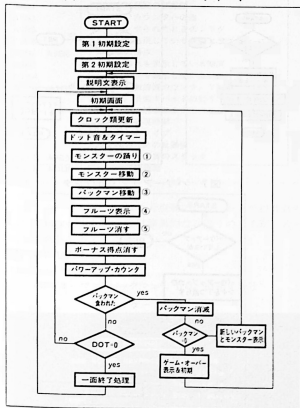 START
第1初期設定
第2初期設定
説明文表示
初期画面
クロック類更新
ドット音&タイマー
モンスターの踊り ①
モンスター移動 ②
パックマン移動 ③
フルーツ表示 ④
フルーツ消す ⑤
ボーナス得点消す
パワーアップ・カウンタ
パックマン
食われた
yes
no
パックマン消滅
パックマン
=0
no
yes
新しいパックマン
とモンスター表示
ゲーム・オーバー
表示&初期
DOT=0
no
yes
一面終了処理